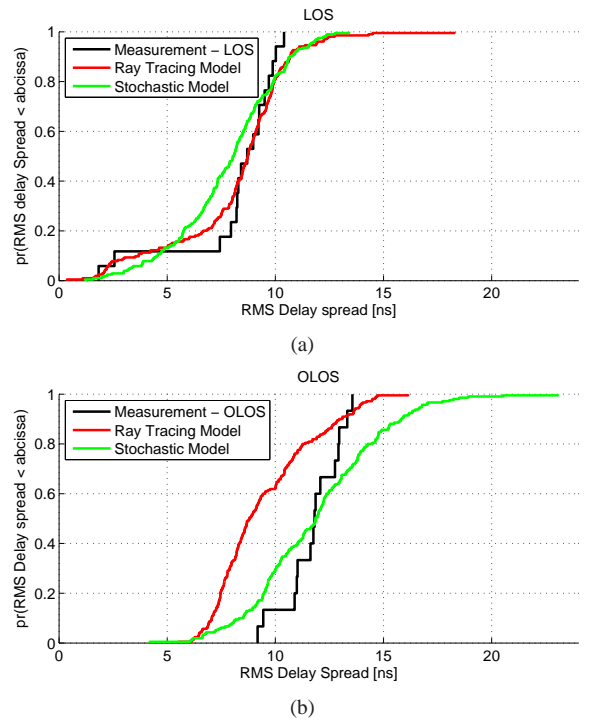 LOS
Measurement – LOS
Ray Tracing Model
Stochastic Model
pr(RMS delay Spread < abcissa)
1
0.8
0.6
0.4
0.2
0
0 5 10 15 20
RMS Delay spread [ns]
(a)
OLOS
Measurement – OLOS
Ray Tracing Model
Stochastic Model
pr(RMS Delay spread < abcissa)
1
0.8
0.6
0.4
0.2
0
0 5 10 15 20
RMS Delay Spread [ns]
(b)